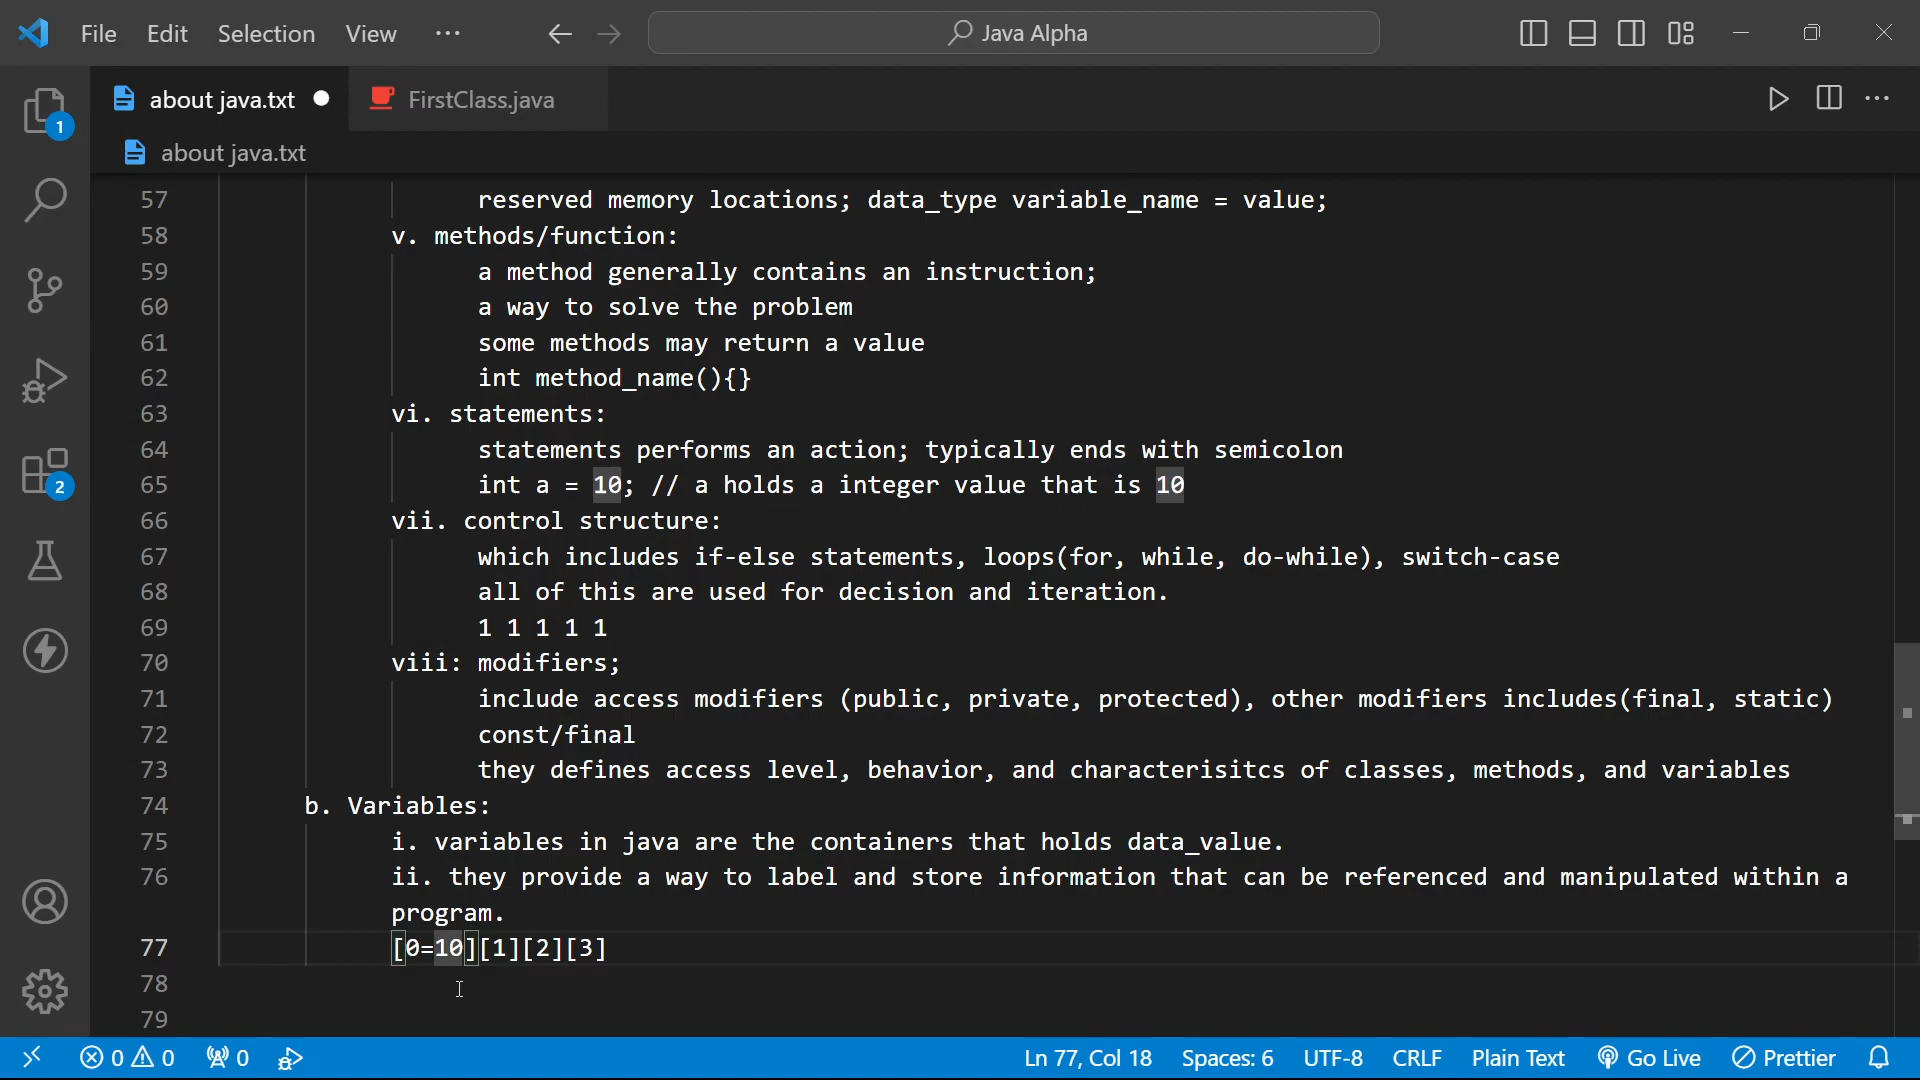 File Edit Selection View ··· Java Alpha
about java.txt FirstClass.java
about java.txt
57 reserved memory locations; data_type variable_name = value;
58 v. methods/function:
59 a method generally contains an instruction;
60 a way to solve the problem
61 some methods may return a value
62 int method_name(){}
63 vi. statements:
64 statements performs an action; typically ends with semicolon
65 int a = 10; // a holds a integer value that is 10
66 vii. control structure:
67 which includes if-else statements, loops(for, while, do-while), switch-case
68 all of this are used for decision and iteration.
69 1 1 1 1 1
70 viii: modifiers;
71 include access modifiers (public, private, protected), other modifiers includes(final, static)
72 const/final
73 they defines access level, behavior, and characterisitcs of classes, methods, and variables
74 b. Variables:
75 i. variables in java are the containers that holds data_value.
76 ii. they provide a way to label and store information that can be referenced and manipulated within a
program.
77 [0=10][1][2][3]
78
79
1
2
0 0 0 Ln 77, Col 18 Spaces: 6 UTF-8 CRLF Plain Text Go Live Prettier